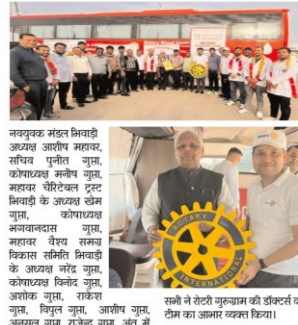 नवयुवक मंडल भिवाड़ी
अध्यक्ष आशीष महावर,
सचिव पुनीत गुप्ता,
कोषाध्यक्ष मनीष गुप्ता,
महावर चैरिटेबल ट्रस्ट
भिवाड़ी के अध्यक्ष खेम
गुप्ता, कोषाध्यक्ष
भगवानदास गुप्ता,
महावर वैश्य समग्र
विकास समिति भिवाड़ी
के अध्यक्ष नरेंद्र गुप्ता,
कोषाध्यक्ष विनोद गुप्ता,
अशोक गुप्ता, राकेश
गुप्ता, विपुल गुप्ता, आशीष गुप्ता,
गुप्ता, राजेन्द्र गुप्ता, अंत में
ROTARY
INTERNATIONAL
सभी ने रोटरी गुरुग्राम की डॉक्टर्स व
टीम का आभार व्यक्त किया।